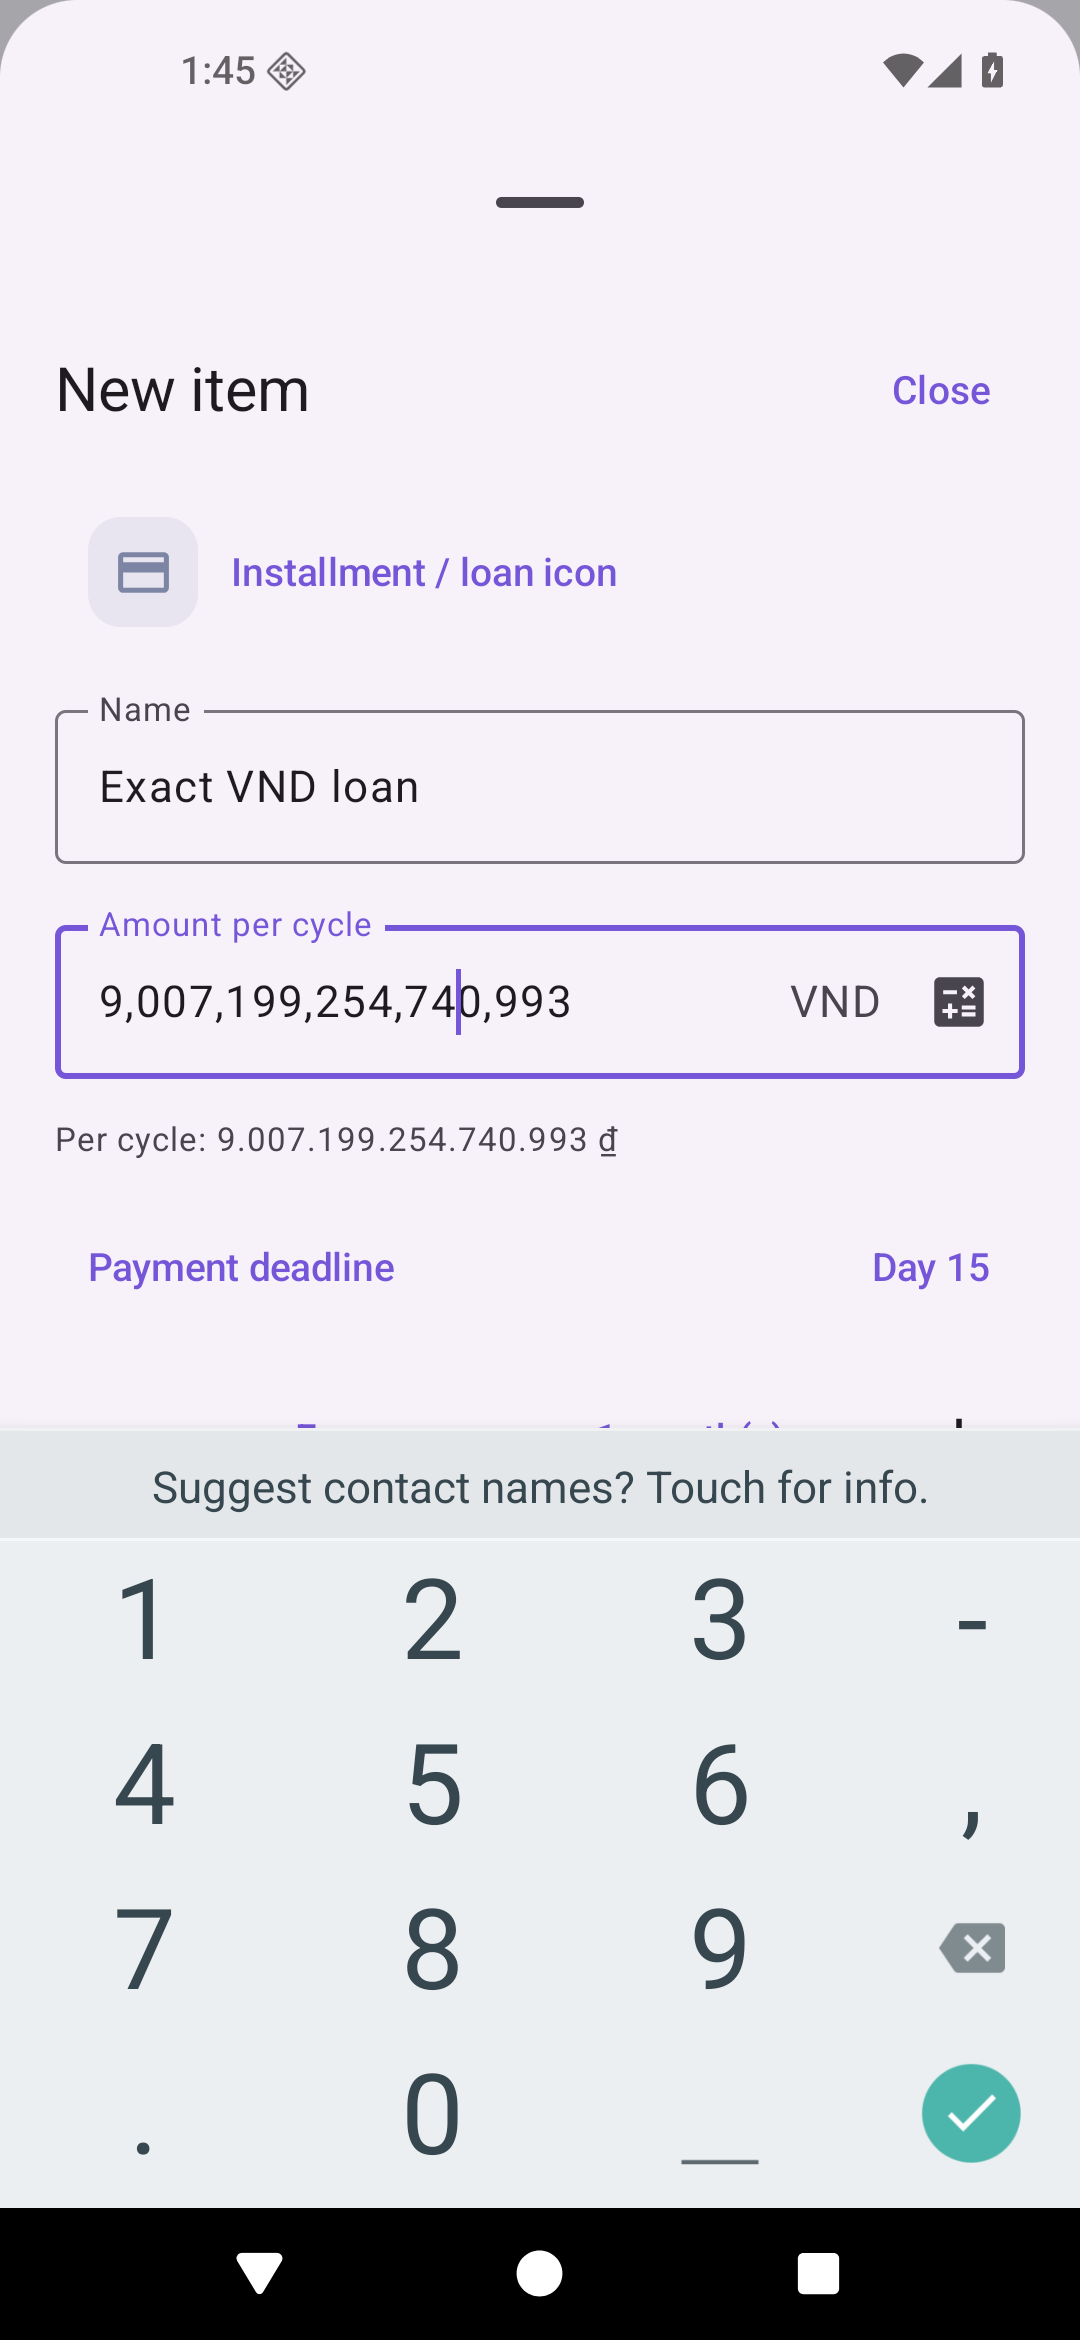 1:45
New item
Close
Installment / loan icon
Name
Exact VND loan
Amount per cycle
9,007,199,254,740,993 VND
Per cycle: 9.007.199.254.740.993 ₫
Payment deadline
Day 15
Suggest contact names? Touch for info.
1 2 3 -
4 5 6 ,
7 8 9
. 0